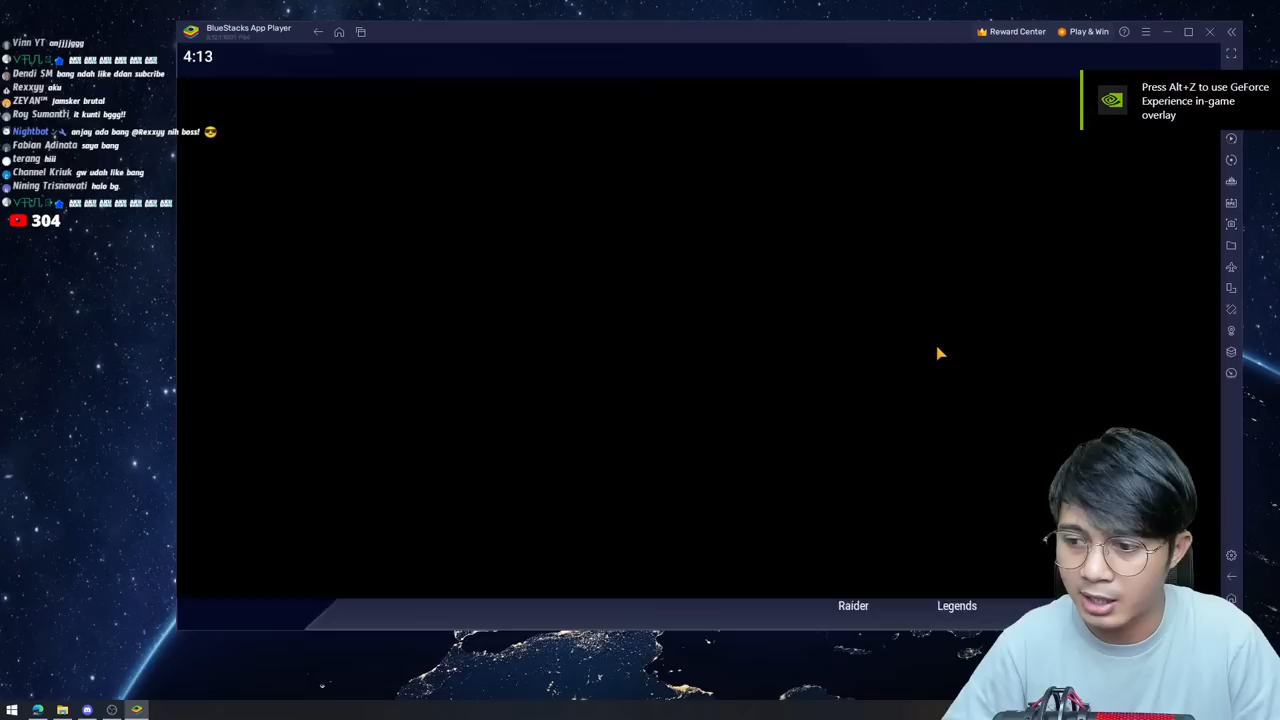 BlueStacks App Player
Reward Center
Play & Win
4:13
Press Alt+Z to use GeForce
Experience in-game
overlay
Vinn YT anjjjjggg
Dendi SM bang ndah like ddan subcribe
Rexxyy aku
ZEYAN™ jamsker brutal
Roy Sumantri it kunti bggg!!
Nightbot anjay ada bang @Rexxyy nih boss! 😎
Fabian Adinata saya bang
terang hiii
Channel Kriuk gw udah like bang
Nining Trisnawati halo bg.
304
Raider
Legends